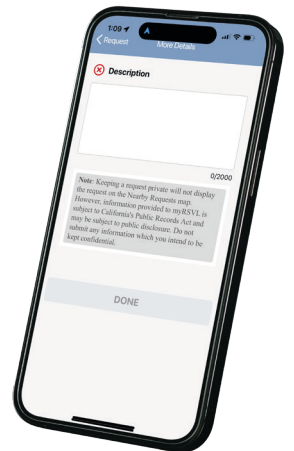 1:09
Request
More Details
Description
0/2000
Note: Keeping a request private will not display
the request on the Nearby Requests map.
However, information provided to myRSVL is
subject to California's Public Records Act and
may be subject to public disclosure. Do not
submit any information which you intend to be
kept confidential.
DONE